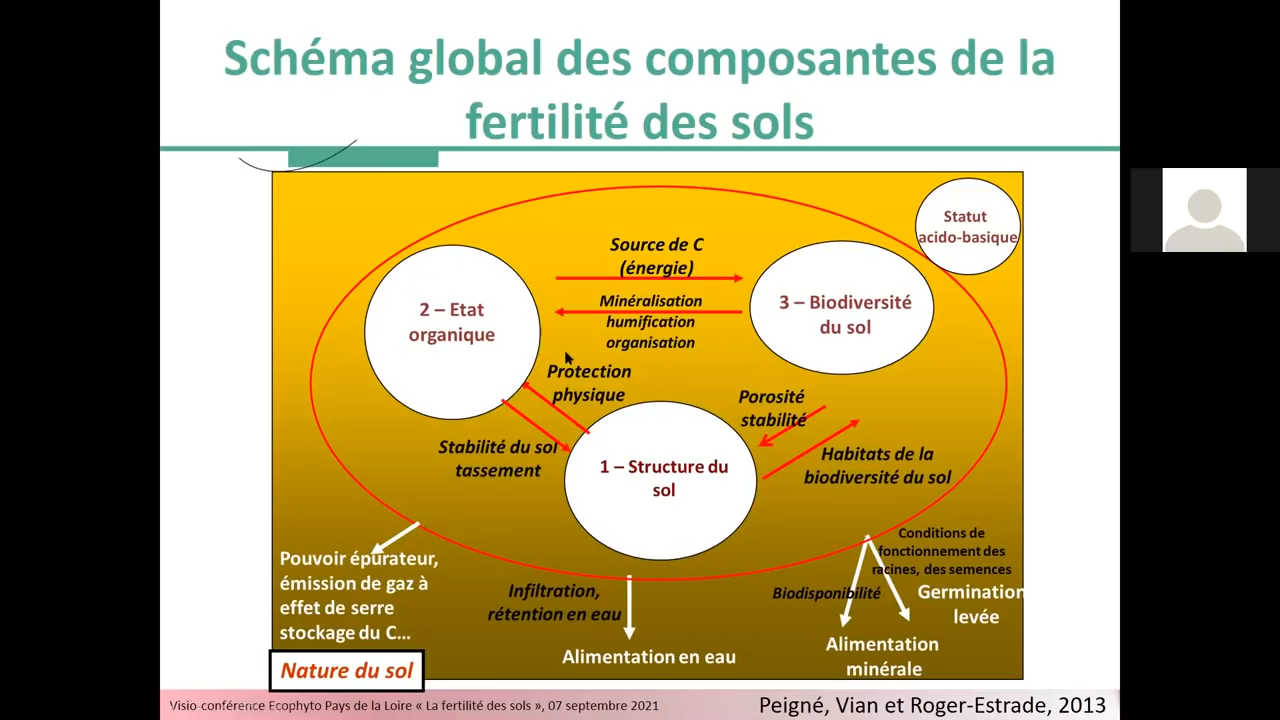 Schéma global des composantes de la
fertilité des sols
Statut
acido-basique
Source de C
(énergie)
2 – Etat
organique
Minéralisation
humification
organisation
3 – Biodiversité
du sol
Protection
physique
Porosité
stabilité
Stabilité du sol
tassement
1 – Structure du
sol
Habitats de la
biodiversité du sol
Pouvoir épurateur,
émission de gaz à
effet de serre
stockage du C...
Infiltration,
rétention en eau
Alimentation en eau
Conditions de
fonctionnement des
racines, des semences
Biodisponibilité
Germination
levée
Alimentation
minérale
Nature du sol
Visio-conférence Ecophyto Pays de la Loire « La fertilité des sols », 07 septembre 2021
Peigné, Vian et Roger-Estrade, 2013